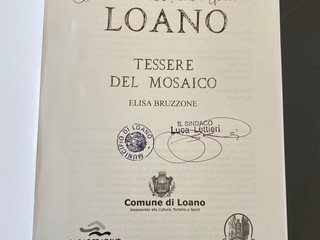 LOANO
TESSERE
DEL MOSAICO
ELISA BRUZZONE
IL SINDACO
Luca Lettieri
MUNICIPIO DI LOANO
Comune di Loano
Assessorato alla Cultura, Turismo e Sport